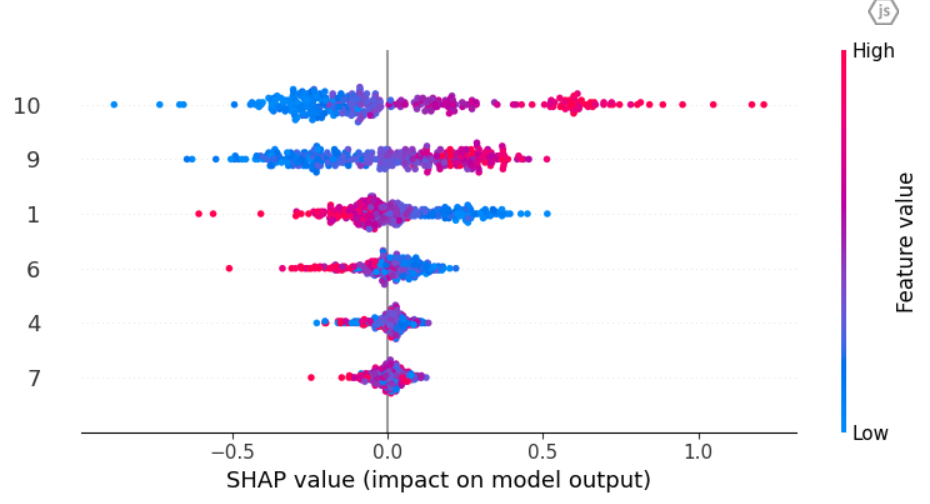 js
High
10
9
1
6
4
7
Feature value
Low
−0.5 0.0 0.5 1.0
SHAP value (impact on model output)